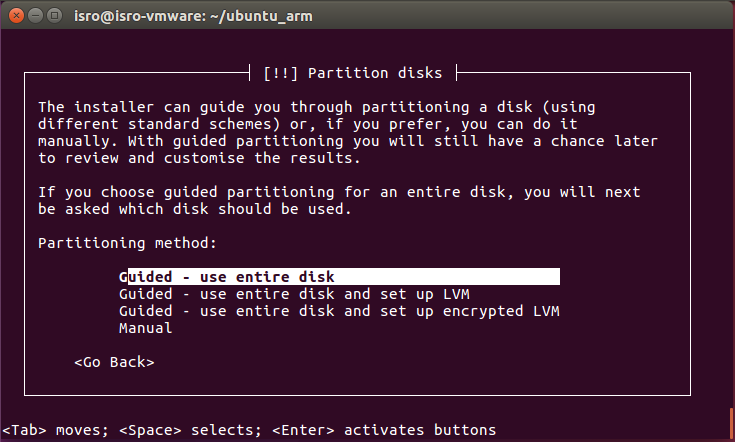 isro@isro-vmware: ~/ubuntu_arm
[!!] Partition disks
The installer can guide you through partitioning a disk (using
different standard schemes) or, if you prefer, you can do it
manually. With guided partitioning you will still have a chance later
to review and customise the results.
If you choose guided partitioning for an entire disk, you will next
be asked which disk should be used.
Partitioning method:
Guided - use entire disk
Guided - use entire disk and set up LVM
Guided - use entire disk and set up encrypted LVM
Manual
<Go Back>
<Tab> moves; <Space> selects; <Enter> activates buttons